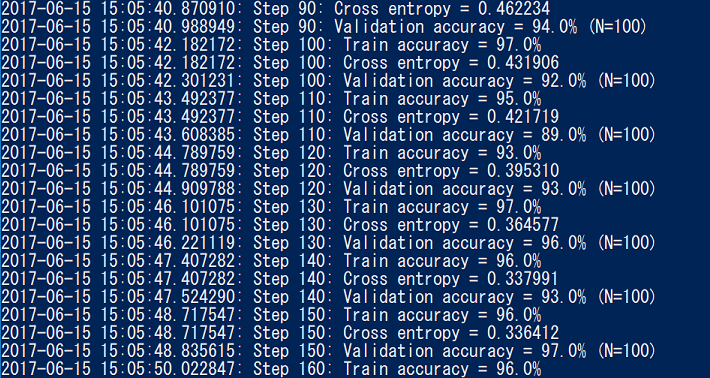 2017-06-15 15:05:40.870910: Step 90: Cross entropy = 0.462234
2017-06-15 15:05:40.988949: Step 90: Validation accuracy = 94.0% (N=100)
2017-06-15 15:05:42.182172: Step 100: Train accuracy = 97.0%
2017-06-15 15:05:42.182172: Step 100: Cross entropy = 0.431906
2017-06-15 15:05:42.301231: Step 100: Validation accuracy = 92.0% (N=100)
2017-06-15 15:05:43.492377: Step 110: Train accuracy = 95.0%
2017-06-15 15:05:43.492377: Step 110: Cross entropy = 0.421719
2017-06-15 15:05:43.608385: Step 110: Validation accuracy = 89.0% (N=100)
2017-06-15 15:05:44.789759: Step 120: Train accuracy = 93.0%
2017-06-15 15:05:44.789759: Step 120: Cross entropy = 0.395310
2017-06-15 15:05:44.909788: Step 120: Validation accuracy = 93.0% (N=100)
2017-06-15 15:05:46.101075: Step 130: Train accuracy = 97.0%
2017-06-15 15:05:46.101075: Step 130: Cross entropy = 0.364577
2017-06-15 15:05:46.221119: Step 130: Validation accuracy = 96.0% (N=100)
2017-06-15 15:05:47.407282: Step 140: Train accuracy = 96.0%
2017-06-15 15:05:47.407282: Step 140: Cross entropy = 0.337991
2017-06-15 15:05:47.524290: Step 140: Validation accuracy = 93.0% (N=100)
2017-06-15 15:05:48.717547: Step 150: Train accuracy = 96.0%
2017-06-15 15:05:48.717547: Step 150: Cross entropy = 0.336412
2017-06-15 15:05:48.835615: Step 150: Validation accuracy = 97.0% (N=100)
2017-06-15 15:05:50.022847: Step 160: Train accuracy = 96.0%